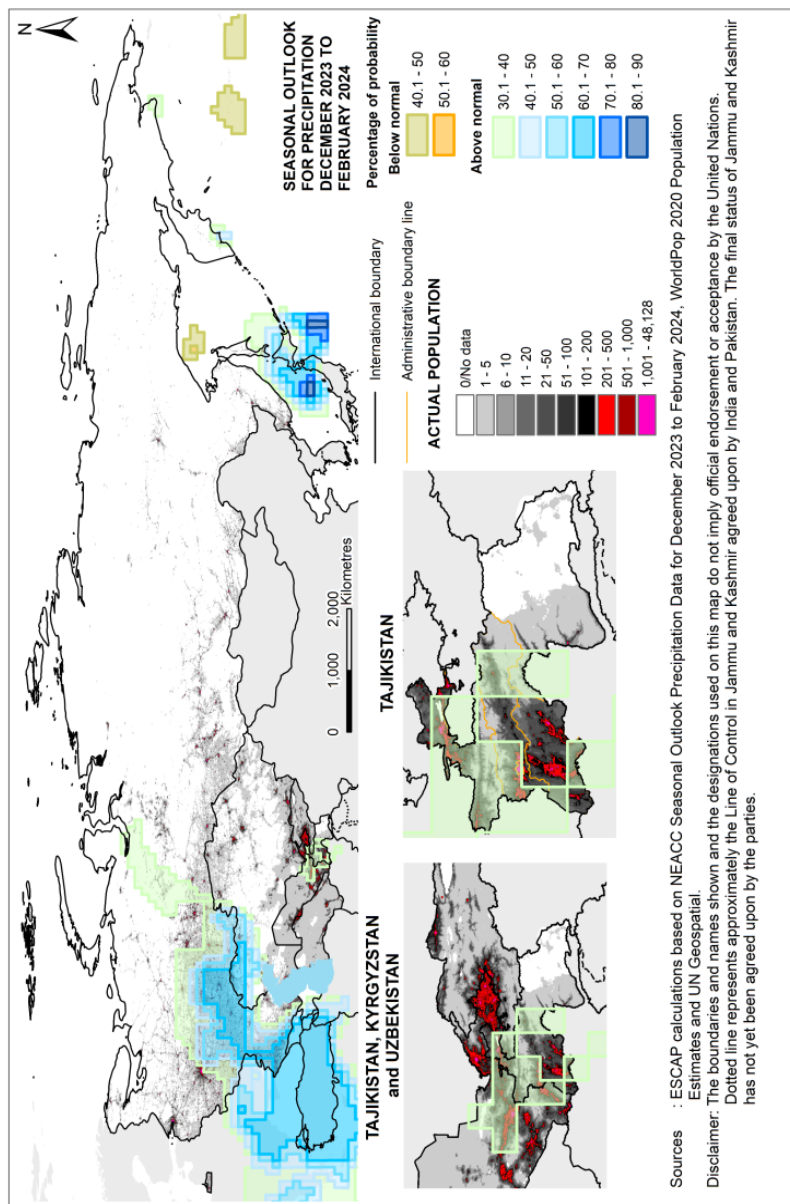 N
SEASONAL OUTLOOK
FOR PRECIPITATION
DECEMBER 2023 TO
FEBRUARY 2024
Percentage of probability
Below normal
40.1 - 50
50.1 - 60
Above normal
30.1 - 40
40.1 - 50
50.1 - 60
60.1 - 70
70.1 - 80
80.1 - 90
0 1,000 2,000
Kilometres
International boundary
Administrative boundary line
ACTUAL POPULATION
0/No data
1 - 5
6 - 10
11 - 20
21 -50
51 - 100
101 - 200
201 - 500
501 - 1,000
1,001 - 48,128
TAJIKISTAN, KYRGYZSTAN
and UZBEKISTAN
TAJIKISTAN
Sources : ESCAP calculations based on NEACC Seasonal Outlook Precipitation Data for December 2023 to February 2024, WorldPop 2020 Population
Estimates and UN Geospatial.
Disclaimer: The boundaries and names shown and the designations used on this map do not imply official endorsement or acceptance by the United Nations.
Dotted line represents approximately the Line of Control in Jammu and Kashmir agreed upon by India and Pakistan. The final status of Jammu and Kashmir
has not yet been agreed upon by the parties.